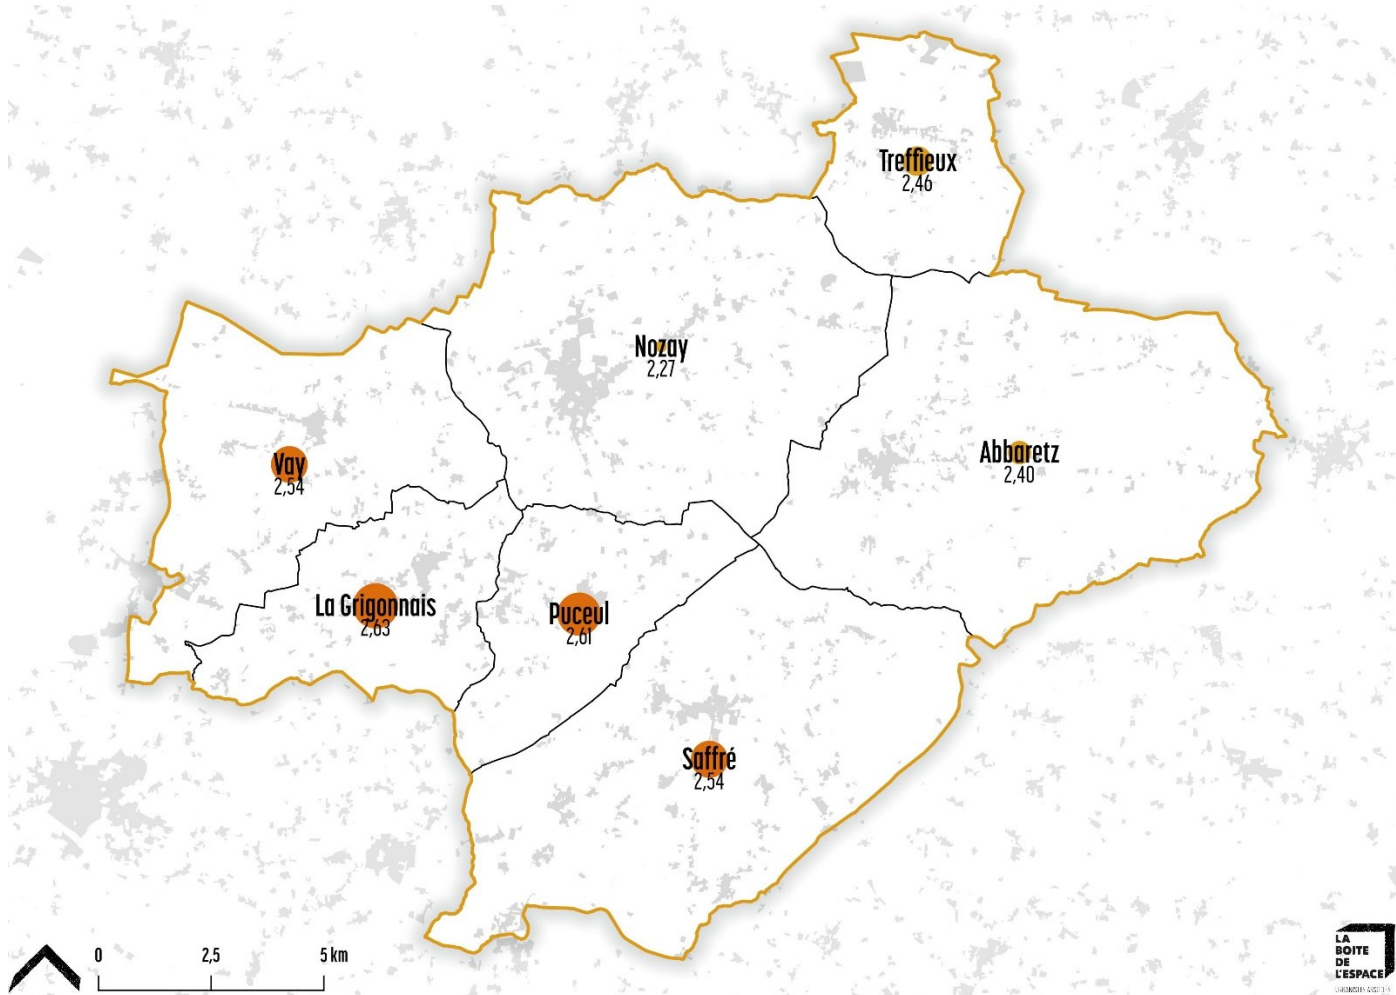 Treffieux
2,46
Nozay
2,27
Abbaretz
2,40
Vay
2,54
La Grigonnais
2,63
Puceul
2,61
Saffré
2,54
0 2,5 5 km
LA
BOITE
DE
L'ESPACE